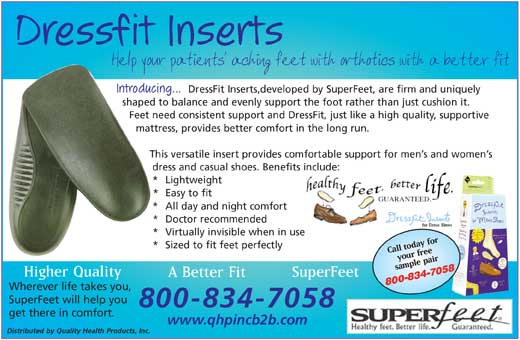 Dressfit Inserts
Help your patients' aching feet with orthotics with a better fit
Introducing... DressFit Inserts,developed by SuperFeet, are firm and uniquely
shaped to balance and evenly support the foot rather than just cushion it.
Feet need consistent support and DressFit, just like a high quality, supportive
mattress, provides better comfort in the long run.
This versatile insert provides comfortable support for men's and women's
dress and casual shoes. Benefits include:
* Lightweight
* Easy to fit
* All day and night comfort
* Doctor recommended
* Virtually invisible when in use
* Sized to fit feet perfectly
healthy feet. better life.
GUARANTEED.
Dressfit Inserts
for Dress Shoes
Dressfit
Call today for
your free
sample pair
800-834-7058
Higher Quality
A Better Fit
SuperFeet
Wherever life takes you,
SuperFeet will help you
get there in comfort.
800-834-7058
www.qhpincb2b.com
Distributed by Quality Health Products, Inc.
SUPERfeet®
Healthy feet. Better life. Guaranteed.